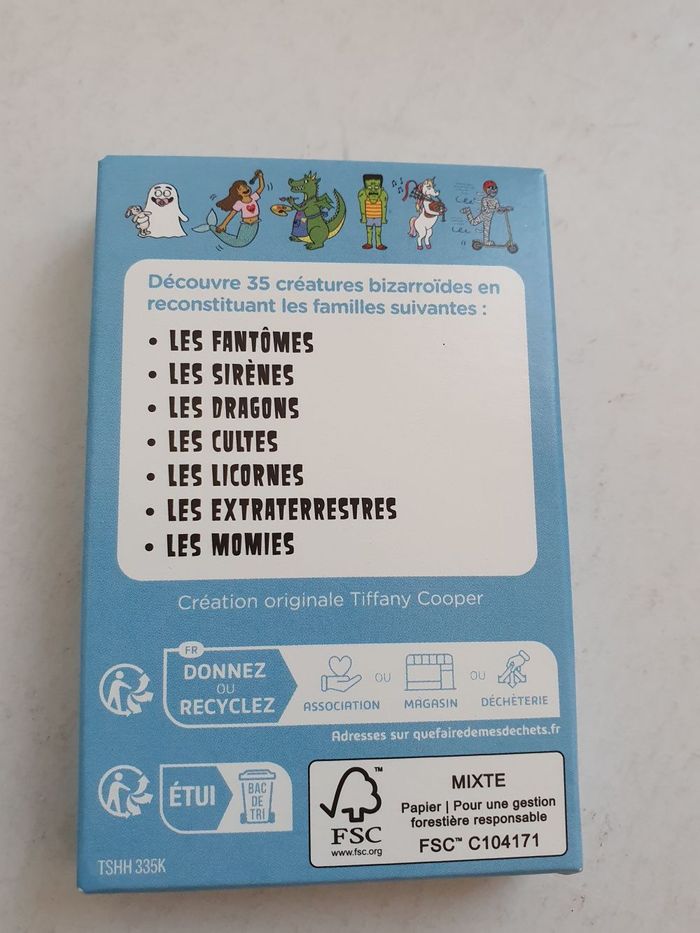 Découvre 35 créatures bizarroïdes en
reconstituant les familles suivantes :
• LES FANTÔMES
• LES SIRÈNES
• LES DRAGONS
• LES CULTES
• LES LICORNES
• LES EXTRATERRESTRES
• LES MOMIES
Création originale Tiffany Cooper
FR
DONNEZ
OU
RECYCLEZ
ASSOCIATION
OU
MAGASIN
OU
DÉCHÈTERIE
Adresses sur quefairedemesdechets.fr
ÉTUI
BAC
DE
TRI
TSHH 335K
FSC
™
www.fsc.org
MIXTE
Papier | Pour une gestion
forestière responsable
FSC™ C104171